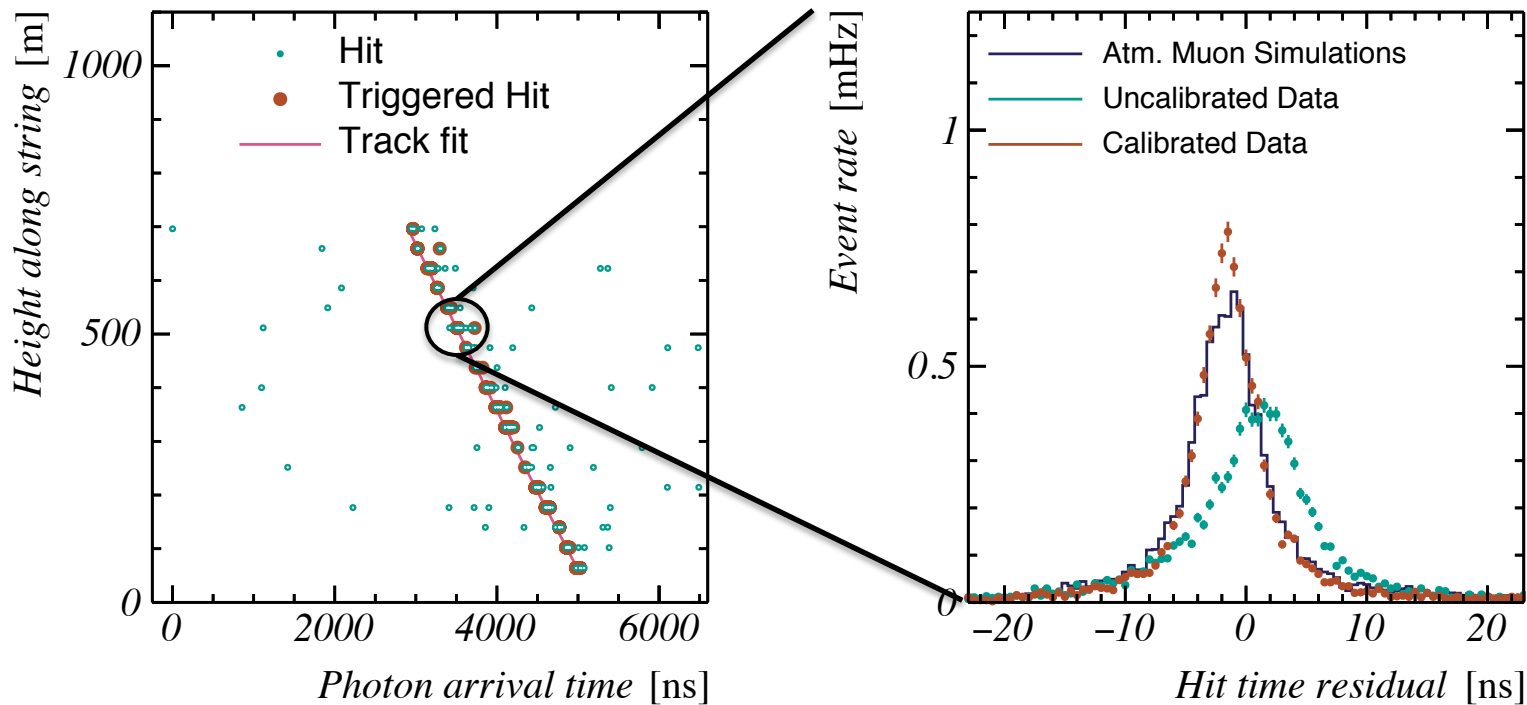 Height along string [m]
1000
500
0
Hit
Triggered Hit
Track fit
0 2000 4000 6000
Photon arrival time [ns]
Event rate [mHz]
1
0.5
0
Atm. Muon Simulations
Uncalibrated Data
Calibrated Data
−20 −10 0 10 20
Hit time residual [ns]